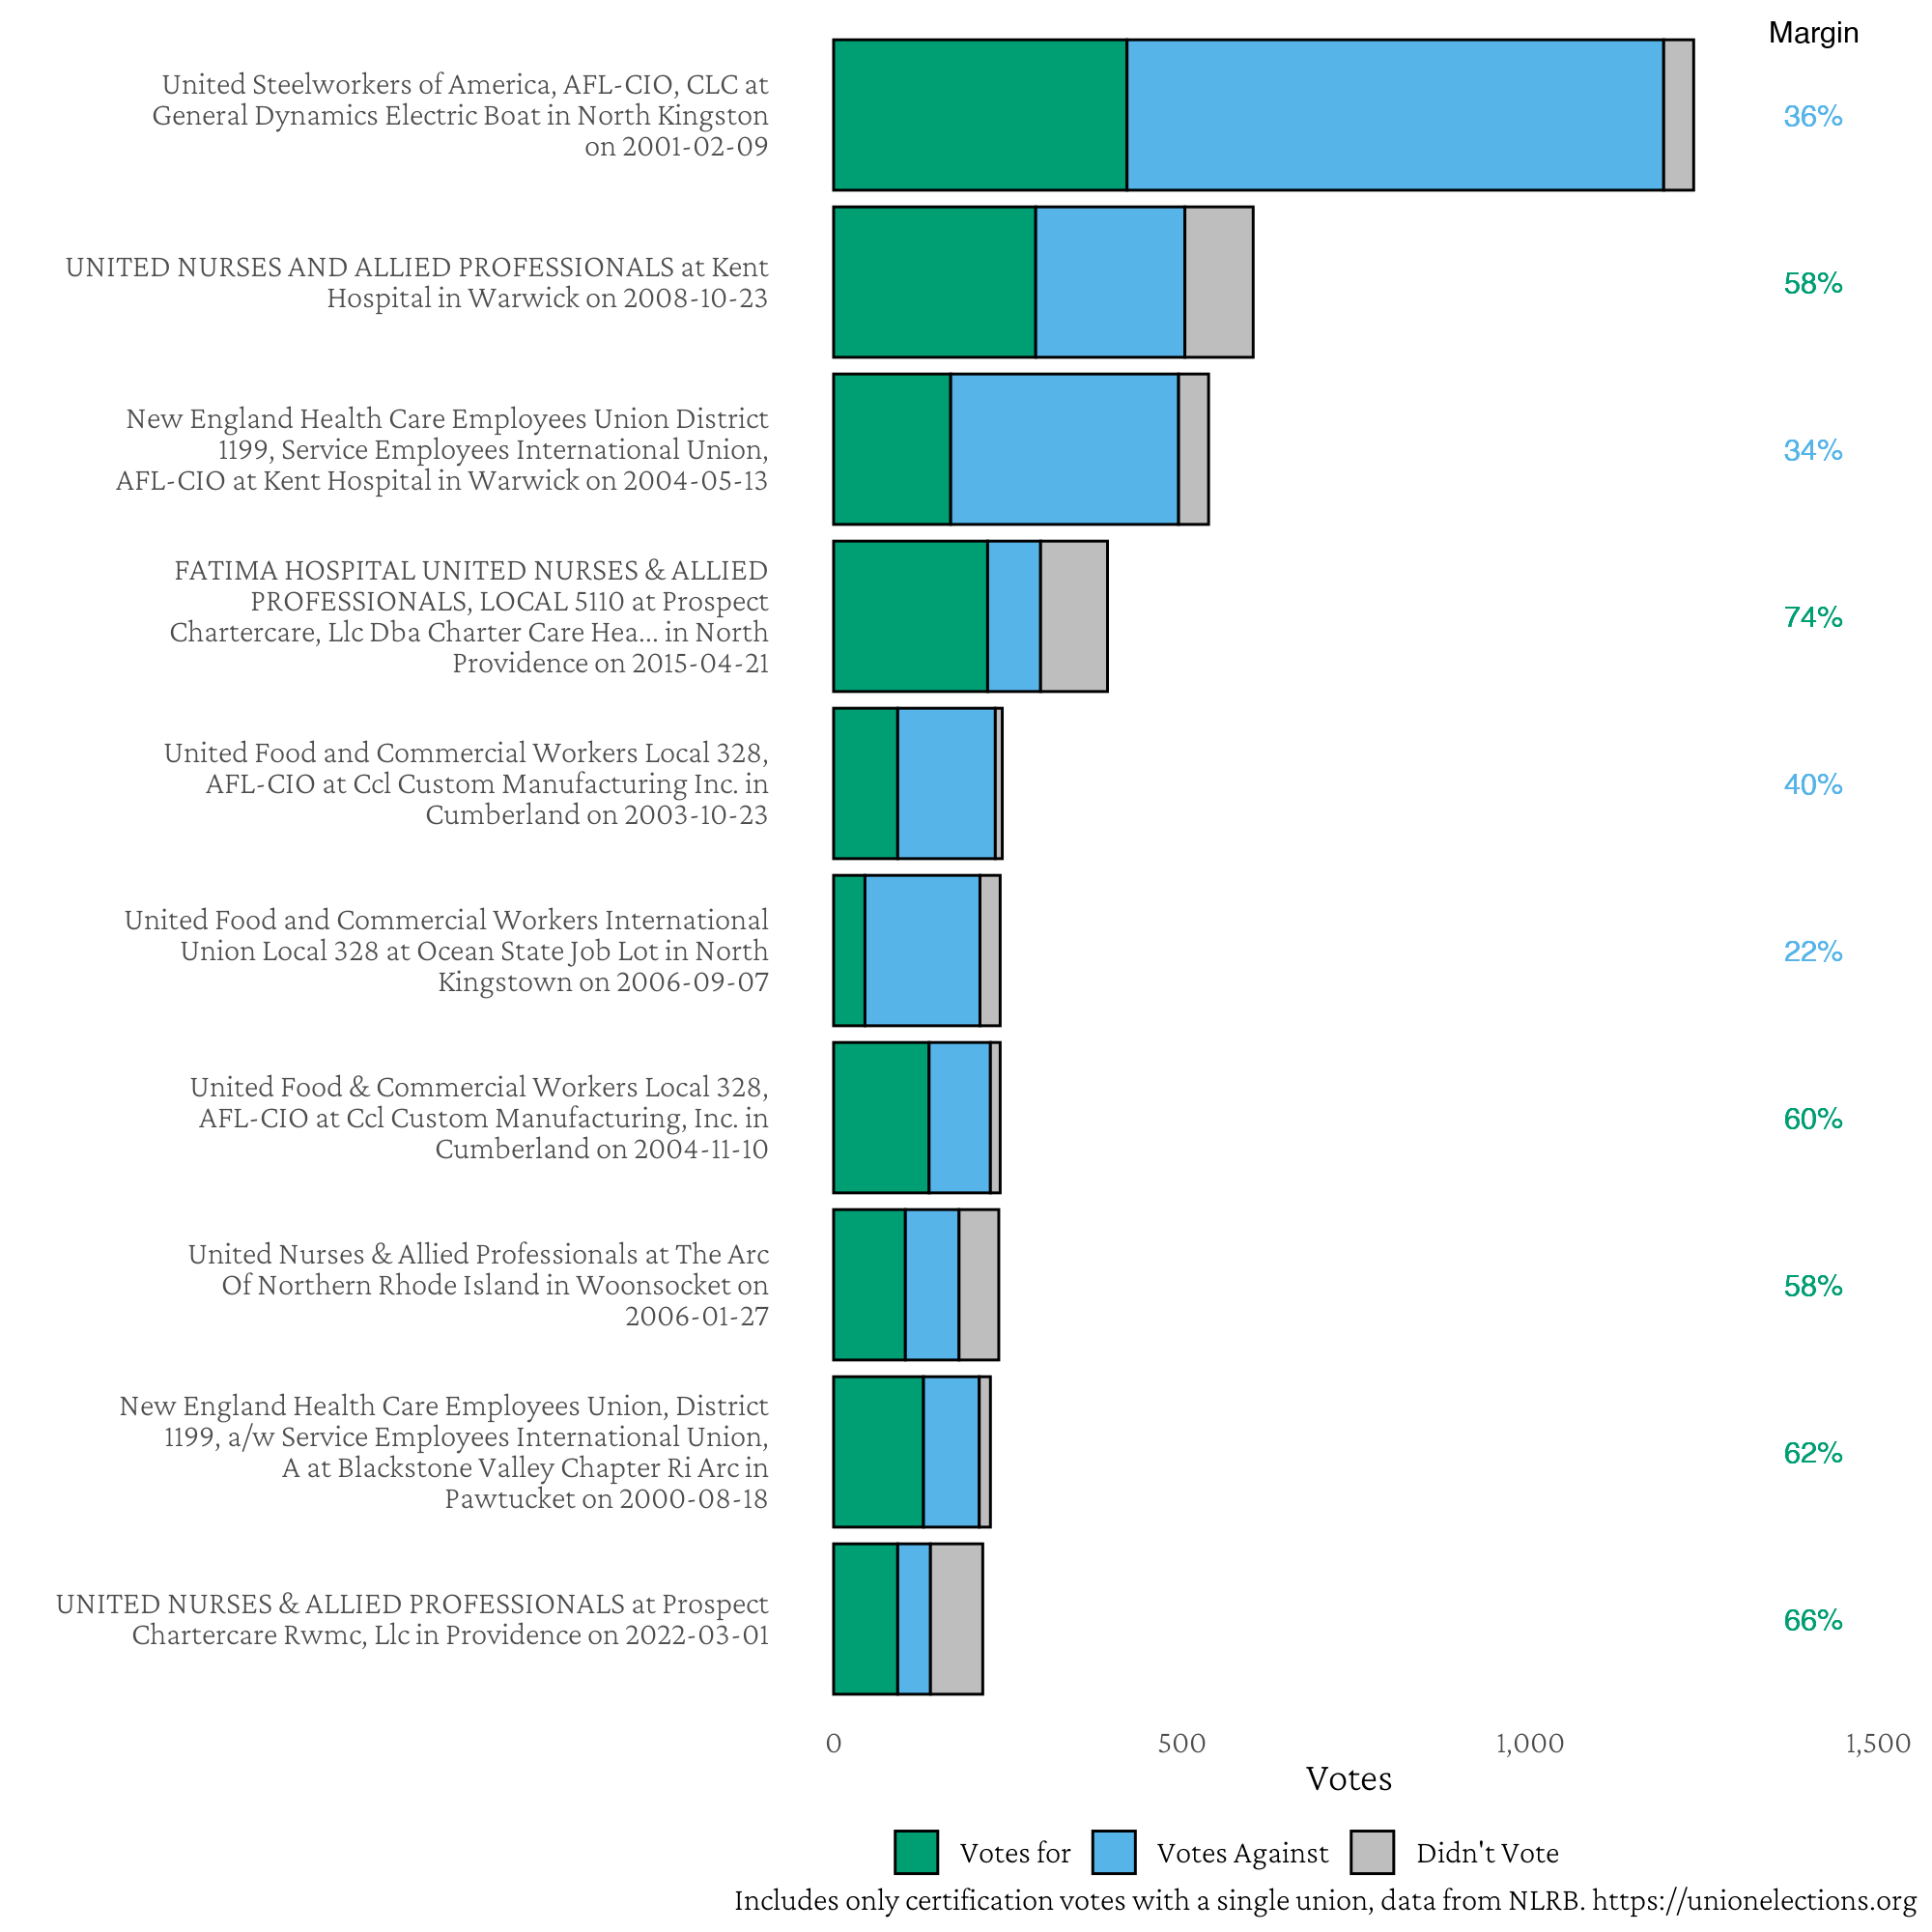 Margin
United Steelworkers of America, AFL-CIO, CLC at
General Dynamics Electric Boat in North Kingston
on 2001-02-09
36%
UNITED NURSES AND ALLIED PROFESSIONALS at Kent
Hospital in Warwick on 2008-10-23
58%
New England Health Care Employees Union District
1199, Service Employees International Union,
AFL-CIO at Kent Hospital in Warwick on 2004-05-13
34%
FATIMA HOSPITAL UNITED NURSES & ALLIED
PROFESSIONALS, LOCAL 5110 at Prospect
Chartercare, Llc Dba Charter Care Hea... in North
Providence on 2015-04-21
74%
United Food and Commercial Workers Local 328,
AFL-CIO at Ccl Custom Manufacturing Inc. in
Cumberland on 2003-10-23
40%
United Food and Commercial Workers International
Union Local 328 at Ocean State Job Lot in North
Kingstown on 2006-09-07
22%
United Food & Commercial Workers Local 328,
AFL-CIO at Ccl Custom Manufacturing, Inc. in
Cumberland on 2004-11-10
60%
United Nurses & Allied Professionals at The Arc
Of Northern Rhode Island in Woonsocket on
2006-01-27
58%
New England Health Care Employees Union, District
1199, a/w Service Employees International Union,
A at Blackstone Valley Chapter Ri Arc in
Pawtucket on 2000-08-18
62%
UNITED NURSES & ALLIED PROFESSIONALS at Prospect
Chartercare Rwmc, Llc in Providence on 2022-03-01
66%
0 500 1,000 1,500
Votes
Votes for Votes Against Didn't Vote
Includes only certification votes with a single union, data from NLRB. https://unionelections.org